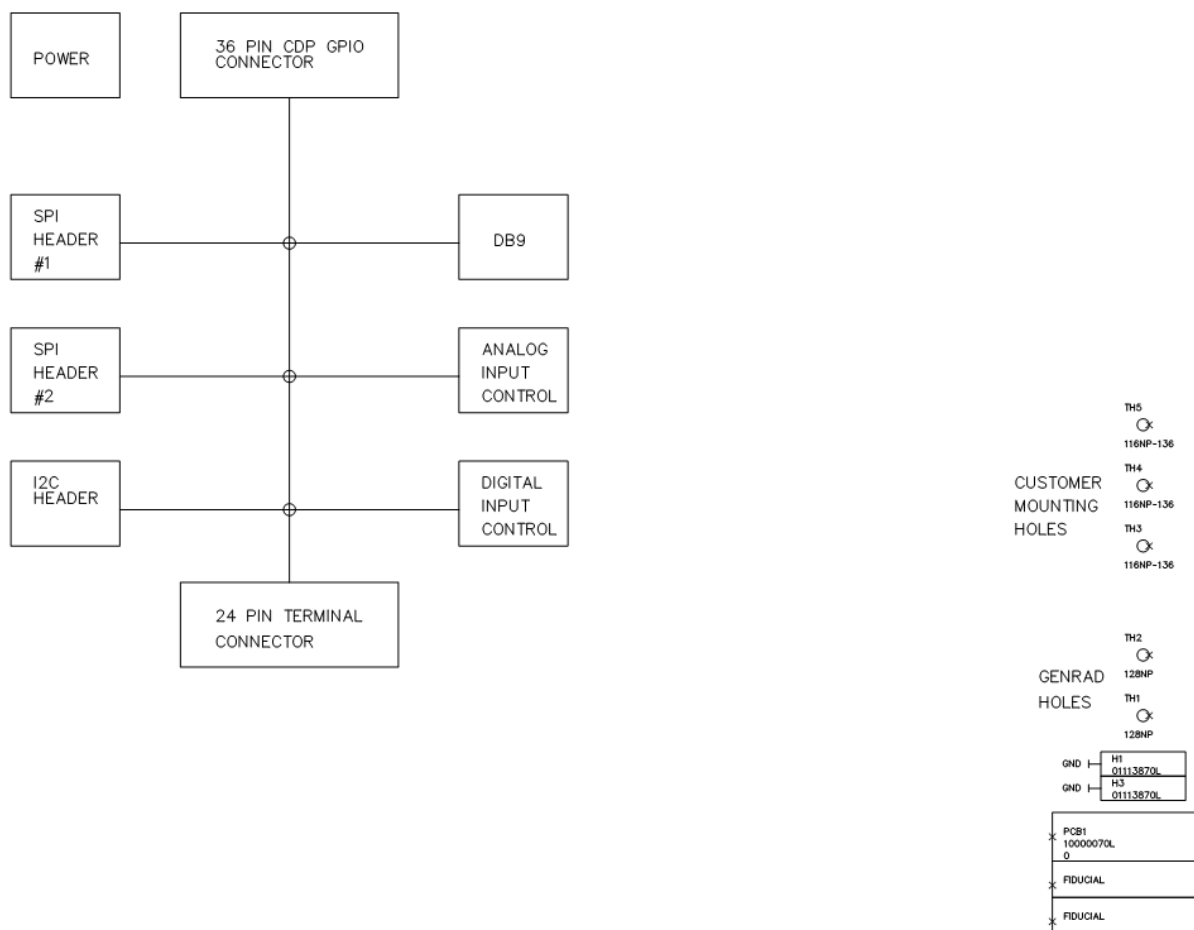 POWER
36 PIN CDP GPIO
CONNECTOR
SPI
HEADER
#1
DB9
SPI
HEADER
#2
ANALOG
INPUT
CONTROL
I2C
HEADER
DIGITAL
INPUT
CONTROL
24 PIN TERMINAL
CONNECTOR
CUSTOMER
MOUNTING
HOLES
TH5
116NP-136
TH4
116NP-136
TH3
116NP-136
GENRAD
HOLES
TH2
128NP
TH1
128NP
GND
H1
01113870L
GND
H3
01113870L
PCB1
10000070L
0
FIDUCIAL
FIDUCIAL